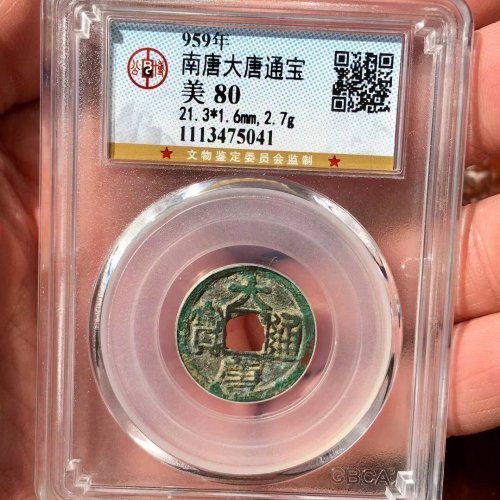 959年
南唐大唐通宝
美 80
21.3*1.6mm, 2.7g
1113475041
★ 文物鉴定委员会监制 ★
大
寳 通
唐
GBCA